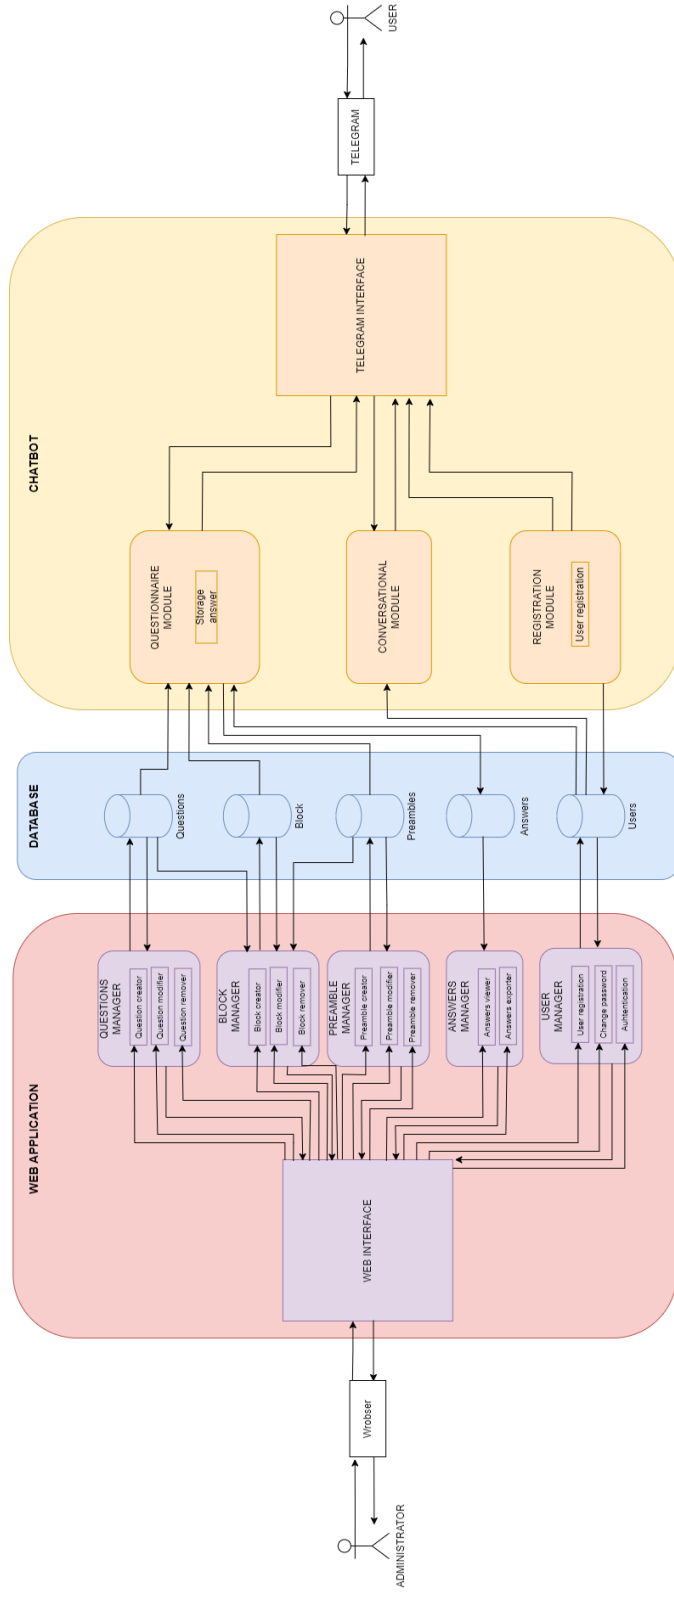 ADMINISTRATOR
Wrobser
WEB APPLICATION
WEB INTERFACE
QUESTIONS
MANAGER
Question creator
Question modifier
Question remover
BLOCK
MANAGER
Block creator
Block modifier
Block remover
PREAMBLE
MANAGER
Preamble creator
Preamble modifier
Preamble remover
ANSWERS
MANAGER
Answers viewer
Answers exporter
USER
MANAGER
User registration
Change password
Auhtentication
DATABASE
Questions
Block
Preambles
Answers
Users
CHATBOT
QUESTIONNAIRE
MODULE
Storage
answer
CONVERSATIONAL
MODULE
REGISTRATION
MODULE
User registration
TELEGRAM INTERFACE
TELEGRAM
USER